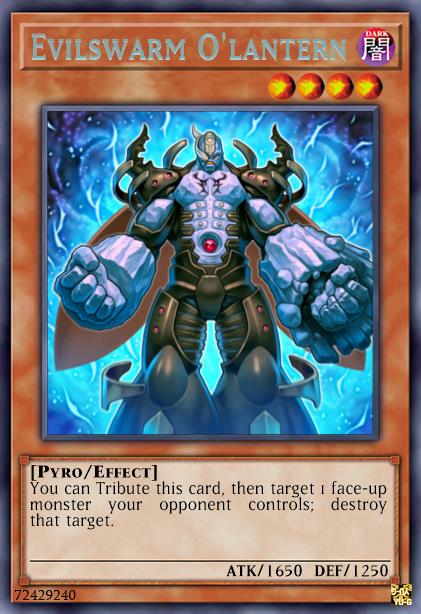 Evilswarm O'lantern
DARK
闇
[Pyro/Effect]
You can Tribute this card, then target 1 face-up
monster your opponent controls; destroy
that target.
ATK/1650 DEF/1250
72429240